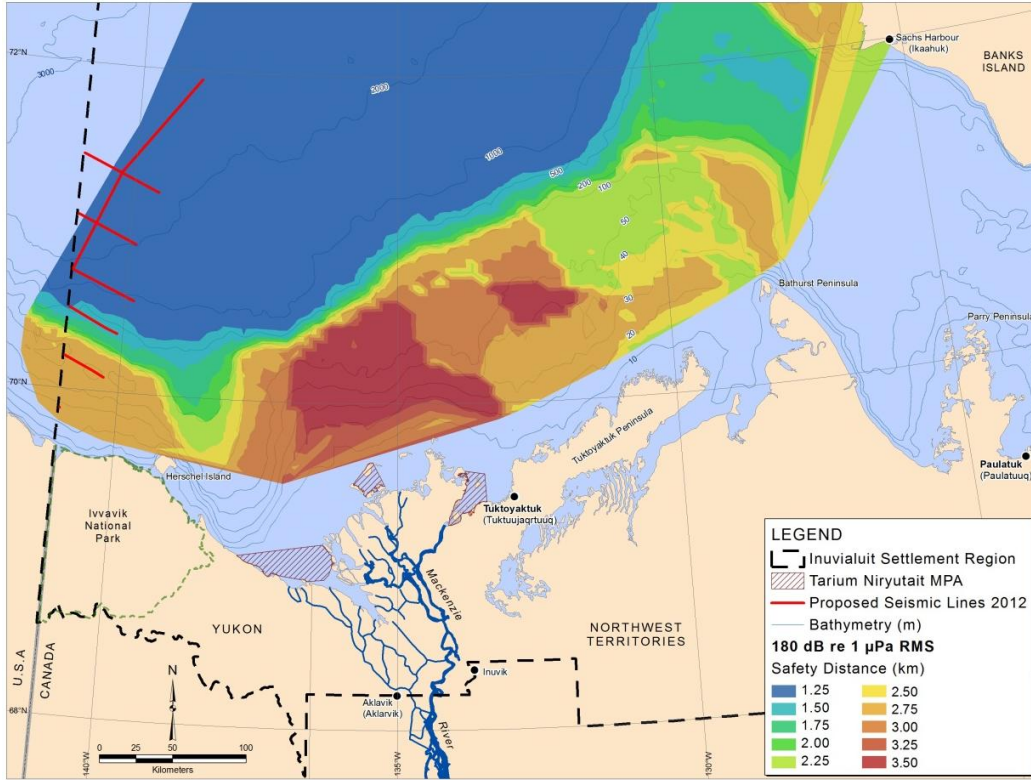 72°N
3000
2000
1000
500
200
100
50
40
30
20
10
Sachs Harbour
(Ikaahuk)
BANKS
ISLAND
Bathurst Peninsula
Parry Peninsula
70°N
Herschel Island
Tuktoyaktuk Peninsula
Paulatuk
(Paulatuuq)
Tuktoyaktuk
(Tuktuujaqrtuuq)
Ivvavik
National
Park
Mackenzie
River
YUKON
NORTHWEST
TERRITORIES
U.S.A
CANADA
N
Inuvik
Aklavik
(Aklarvik)
68°N
140°W
135°W
130°W
0 25 50 100
Kilometers
LEGEND
Inuvialuit Settlement Region
Tarium Niryutait MPA
Proposed Seismic Lines 2012
Bathymetry (m)
180 dB re 1 µPa RMS
Safety Distance (km)
1.25 2.50
1.50 2.75
1.75 3.00
2.00 3.25
2.25 3.50